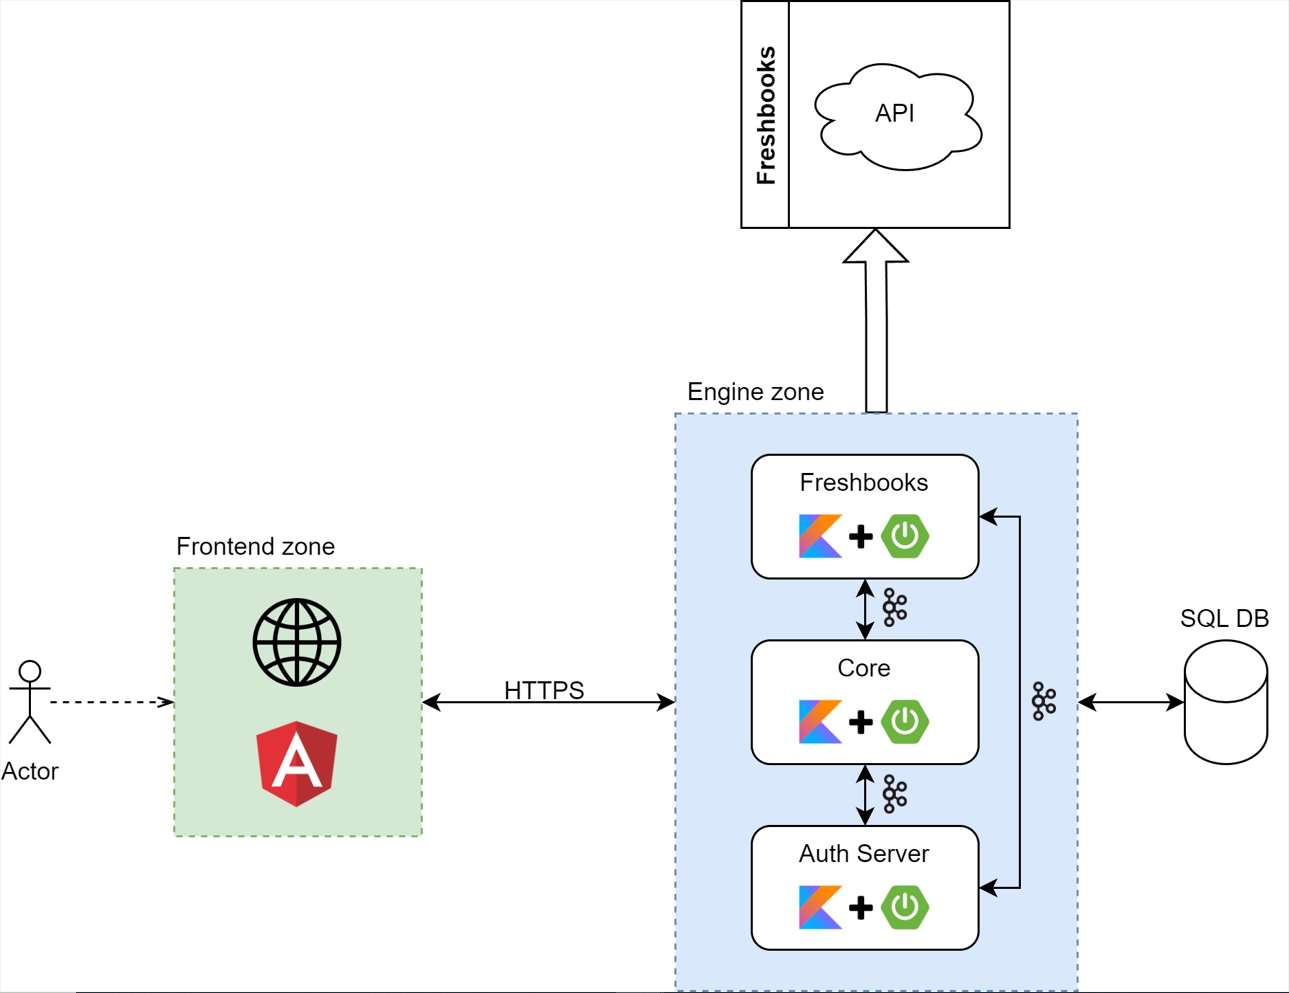 Freshbooks
API
Engine zone
Freshbooks
Frontend zone
Core
HTTPS
SQL DB
Actor
Auth Server